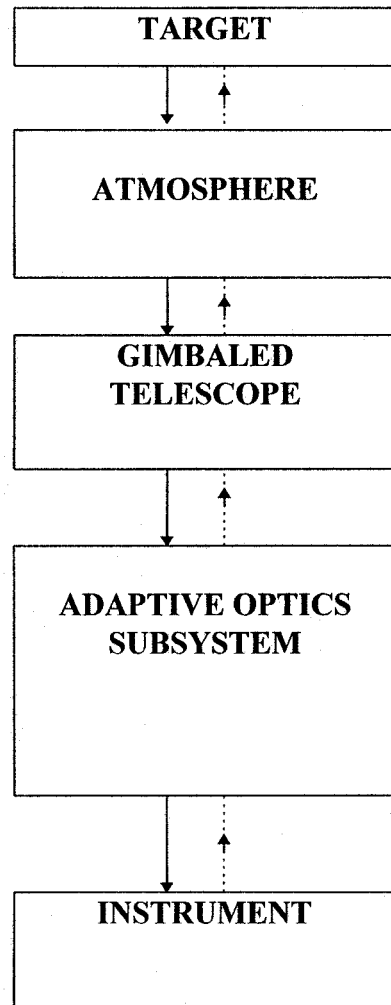 TARGET
ATMOSPHERE
GIMBALED
TELESCOPE
ADAPTIVE OPTICS
SUBSYSTEM
INSTRUMENT